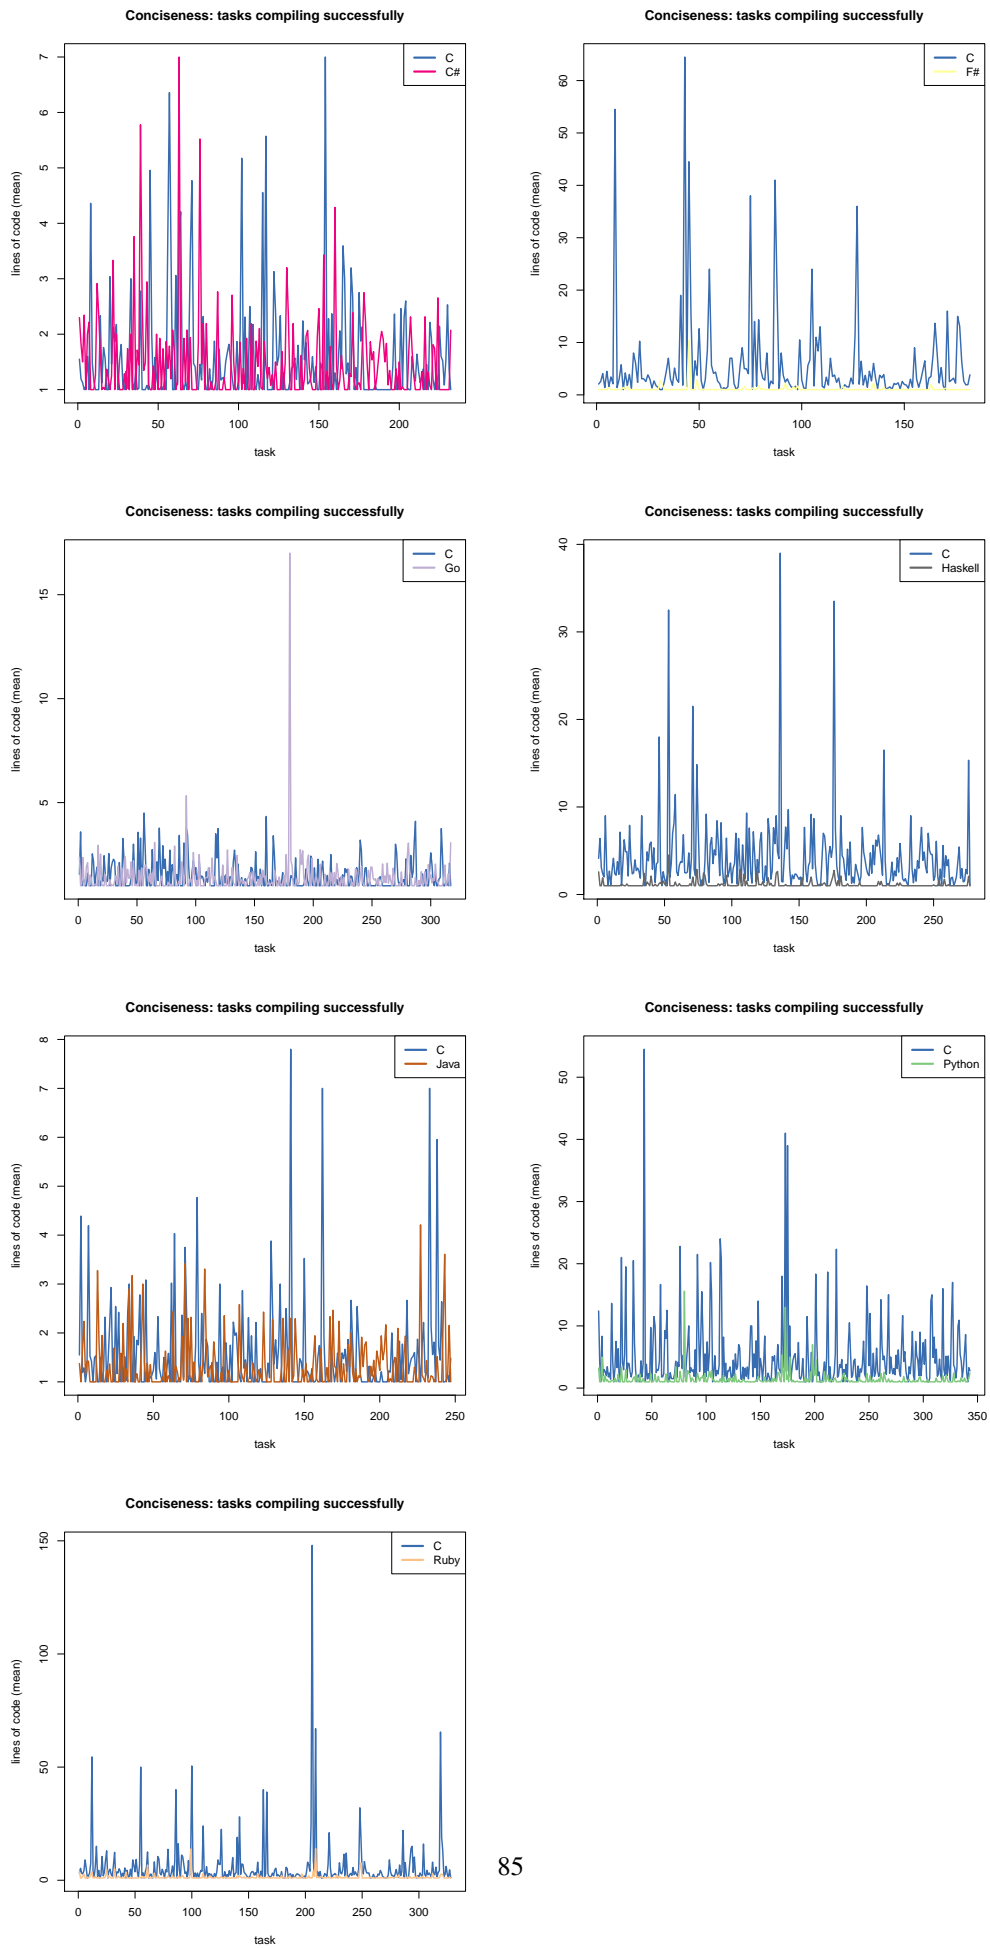 Conciseness: tasks compiling successfully
C
C#
lines of code (mean)
1 2 3 4 5 6 7
0 50 100 150 200
task
Conciseness: tasks compiling successfully
C
F#
lines of code (mean)
0 10 20 30 40 50 60
0 50 100 150
task
Conciseness: tasks compiling successfully
C
Go
lines of code (mean)
5 10 15
0 50 100 150 200 250 300
task
Conciseness: tasks compiling successfully
C
Haskell
lines of code (mean)
0 10 20 30 40
0 50 100 150 200 250
task
Conciseness: tasks compiling successfully
C
Java
lines of code (mean)
1 2 3 4 5 6 7 8
0 50 100 150 200 250
task
Conciseness: tasks compiling successfully
C
Python
lines of code (mean)
0 10 20 30 40 50
0 50 100 150 200 250 300 350
task
Conciseness: tasks compiling successfully
C
Ruby
lines of code (mean)
0 50 100 150
0 50 100 150 200 250 300
task
85